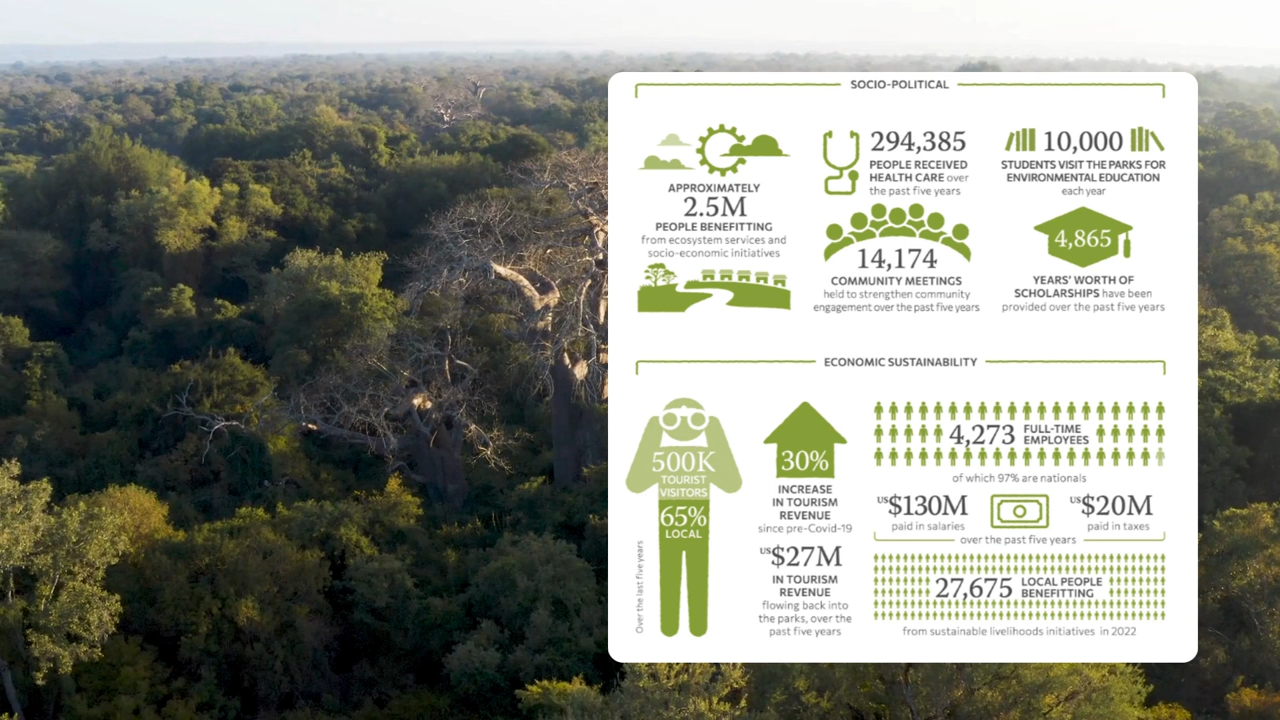 SOCIO-POLITICAL
APPROXIMATELY
2.5M
PEOPLE BENEFITTING
from ecosystem services and
socio-economic initiatives
294,385
PEOPLE RECEIVED
HEALTH CARE over
the past five years
14,174
COMMUNITY MEETINGS
held to strengthen community
engagement over the past five years
10,000
STUDENTS VISIT THE PARKS FOR
ENVIRONMENTAL EDUCATION
each year
4,865
YEARS' WORTH OF
SCHOLARSHIPS have been
provided over the past five years
ECONOMIC SUSTAINABILITY
Over the last five years
500K
TOURIST
VISITORS
65%
LOCAL
30%
INCREASE
IN TOURISM
REVENUE
since pre-Covid-19
US$27M
IN TOURISM
REVENUE
flowing back into
the parks, over the
past five years
4,273 FULL-TIME
EMPLOYEES
of which 97% are nationals
US$130M
paid in salaries
US$20M
paid in taxes
over the past five years
27,675 LOCAL PEOPLE
BENEFITTING
from sustainable livelihoods initiatives in 2022